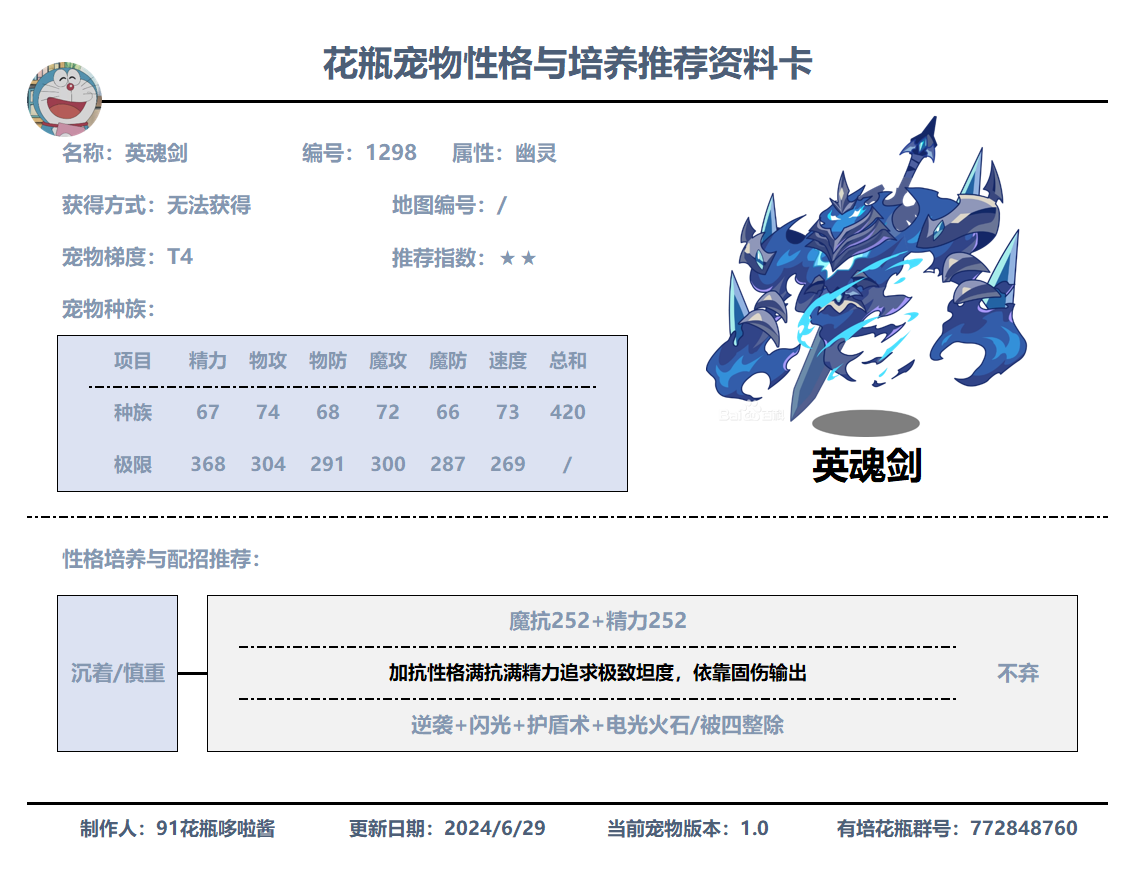 花瓶宠物性格与培养推荐资料卡
名称：英魂剑 编号：1298 属性：幽灵
获得方式：无法获得 地图编号：/
宠物梯度：T4 推荐指数：★★
宠物种族：
项目 精力 物攻 物防 魔攻 魔防 速度 总和
种族 67 74 68 72 66 73 420
极限 368 304 291 300 287 269 /
英魂剑
性格培养与配招推荐：
魔抗252+精力252
沉着/慎重 加抗性格满抗满精力追求极致坦度，依靠固伤输出 不弃
逆袭+闪光+护盾术+电光火石/被四整除
制作人：91花瓶哆啦酱 更新日期：2024/6/29 当前宠物版本：1.0 有培花瓶群号：772848760